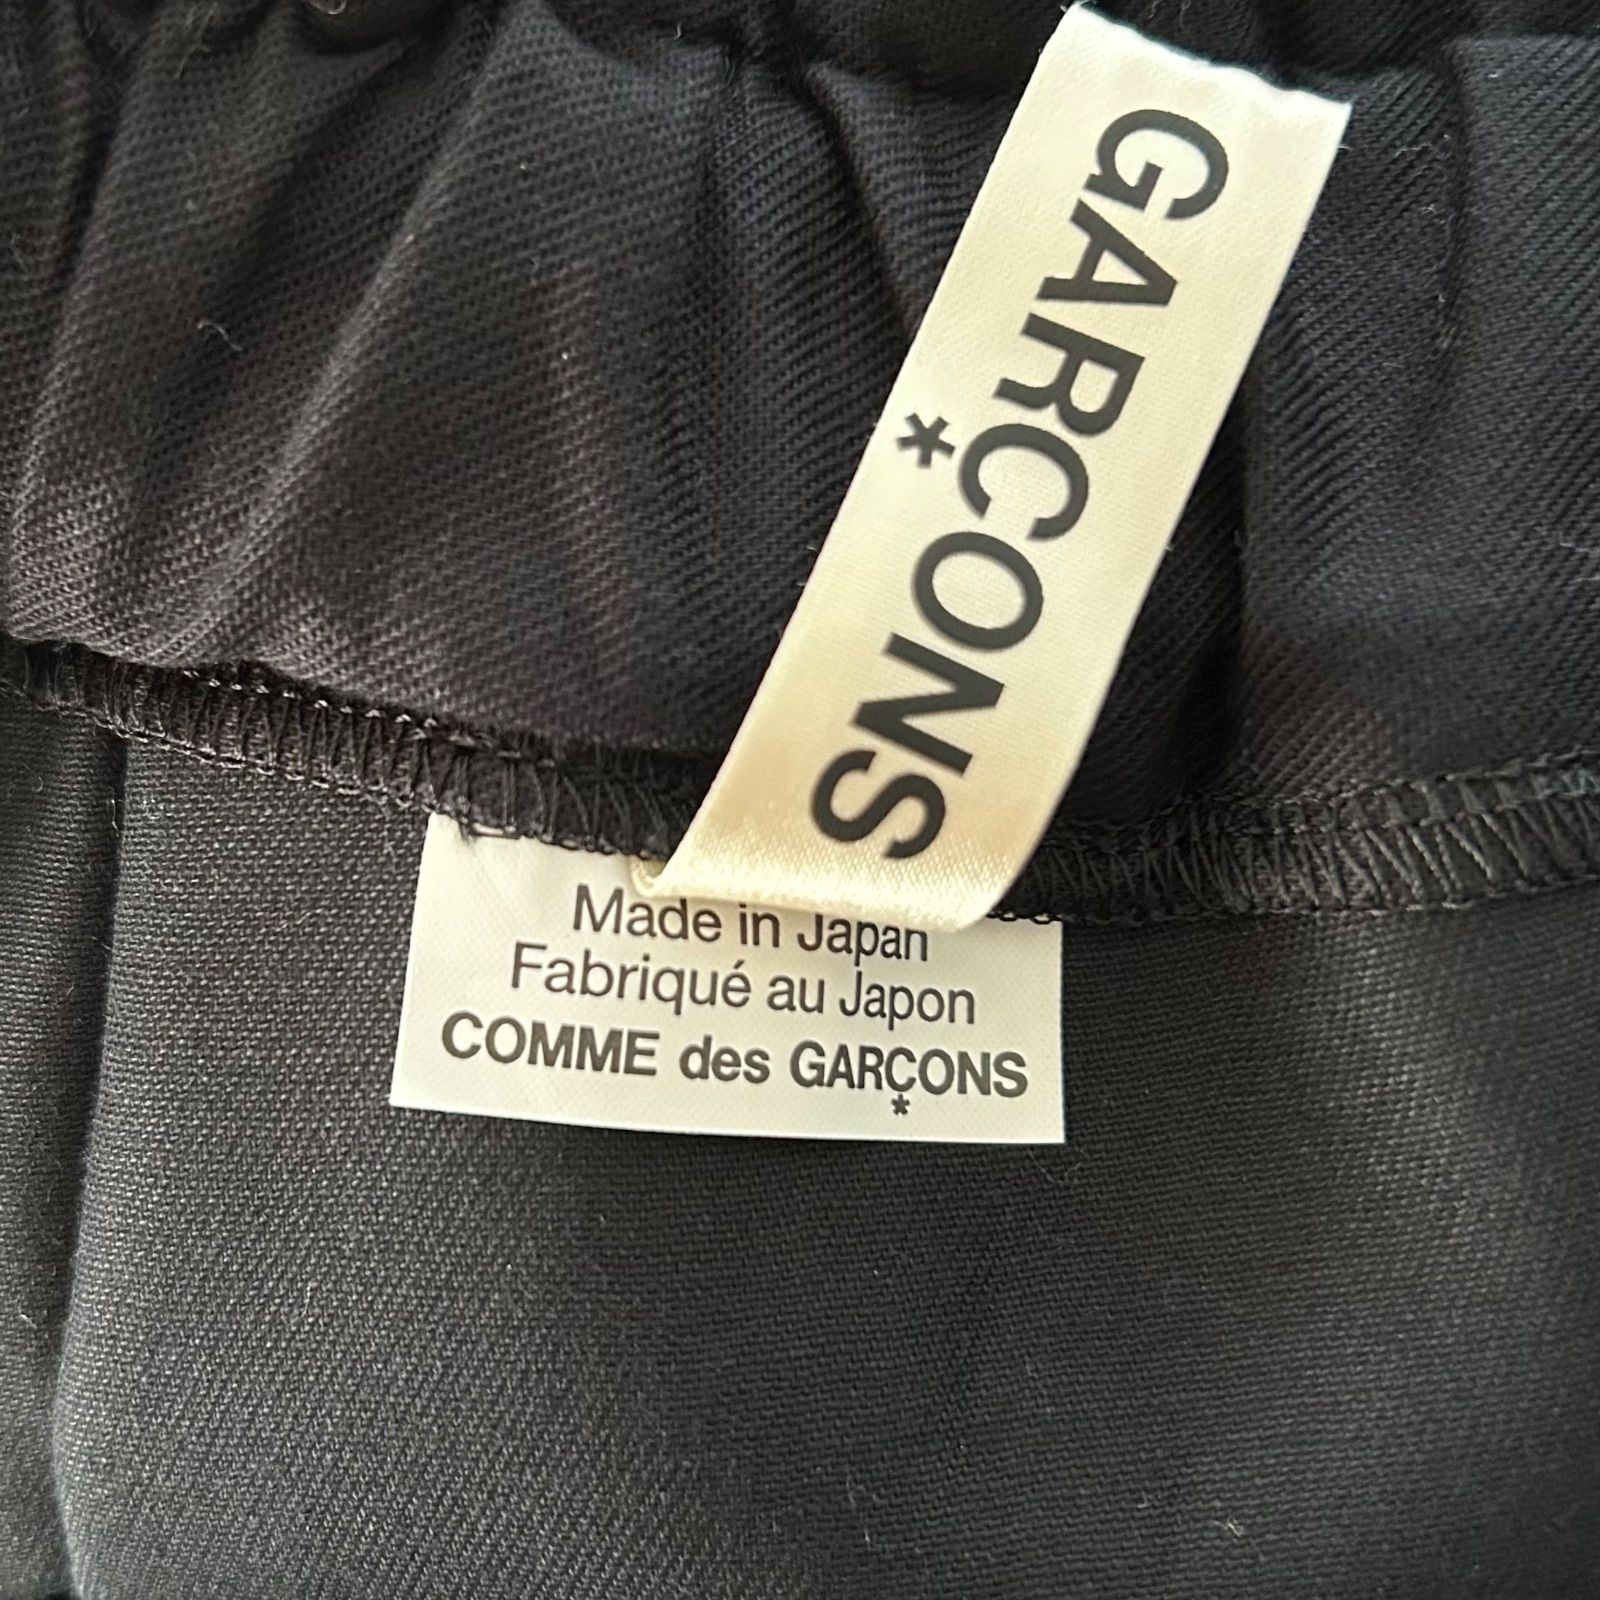 GARÇONS
*
Made in Japan
Fabriqué au Japon
COMME des GARÇONS
*